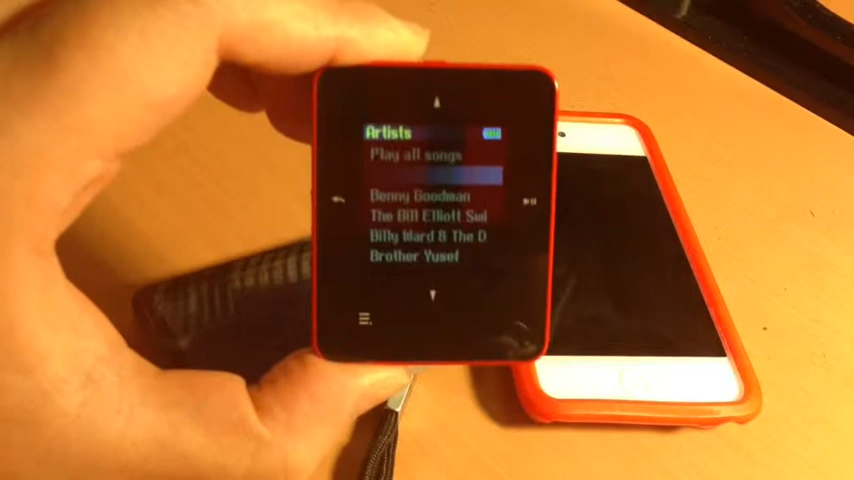 Artists
Play all songs
Benny Goodman
The Bill Elliott Swi
Billy Ward & The D
Brother Yusef